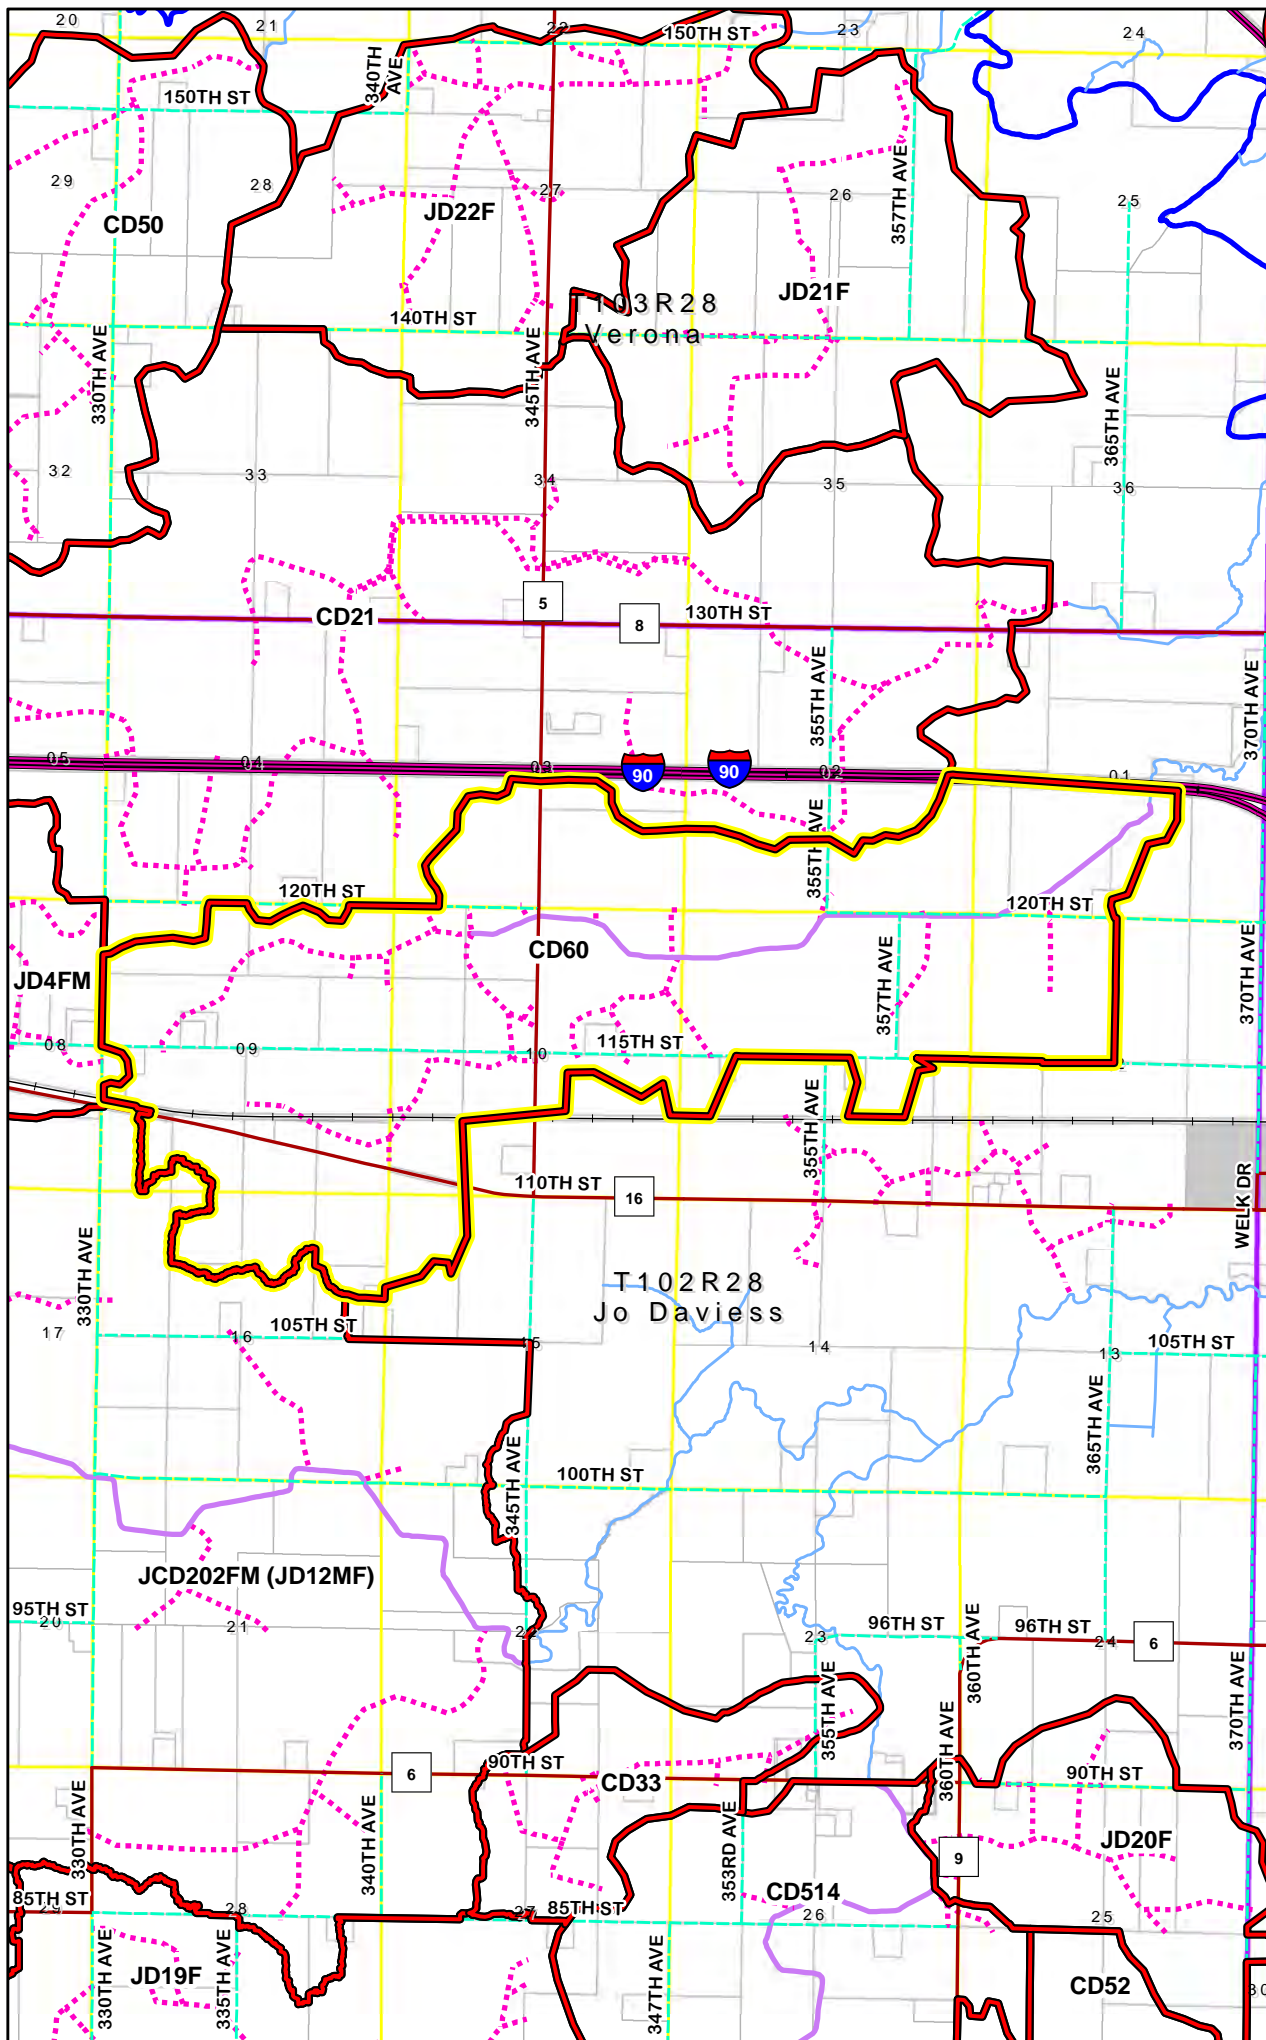 20
21
22
23
24
150TH ST
340TH AVE
150TH ST
29
28
27
26
25
357TH AVE
CD50
JD22F
JD21F
T103R28
Verona
140TH ST
330TH AVE
345TH AVE
365TH AVE
32
33
34
35
36
CD21
5
8
130TH ST
355TH AVE
370TH AVE
05
04
03
90
90
02
01
355TH AVE
120TH ST
120TH ST
CD60
JD4FM
357TH AVE
370TH AVE
08
09
10
115TH ST
355TH AVE
110TH ST
16
WELK DR
330TH AVE
T102R28
Jo Daviess
17
16
105TH ST
15
14
13
105TH ST
345TH AVE
365TH AVE
100TH ST
JCD202FM (JD12MF)
95TH ST
20
21
22
23
96TH ST
360TH AVE
96TH ST
24
6
355TH AVE
370TH AVE
90TH ST
6
CD33
360TH AVE
90TH ST
330TH AVE
340TH AVE
353RD AVE
JD20F
9
85TH ST
29
28
27
85TH ST
CD514
26
25
JD19F
330TH AVE
335TH AVE
347TH AVE
CD52
30